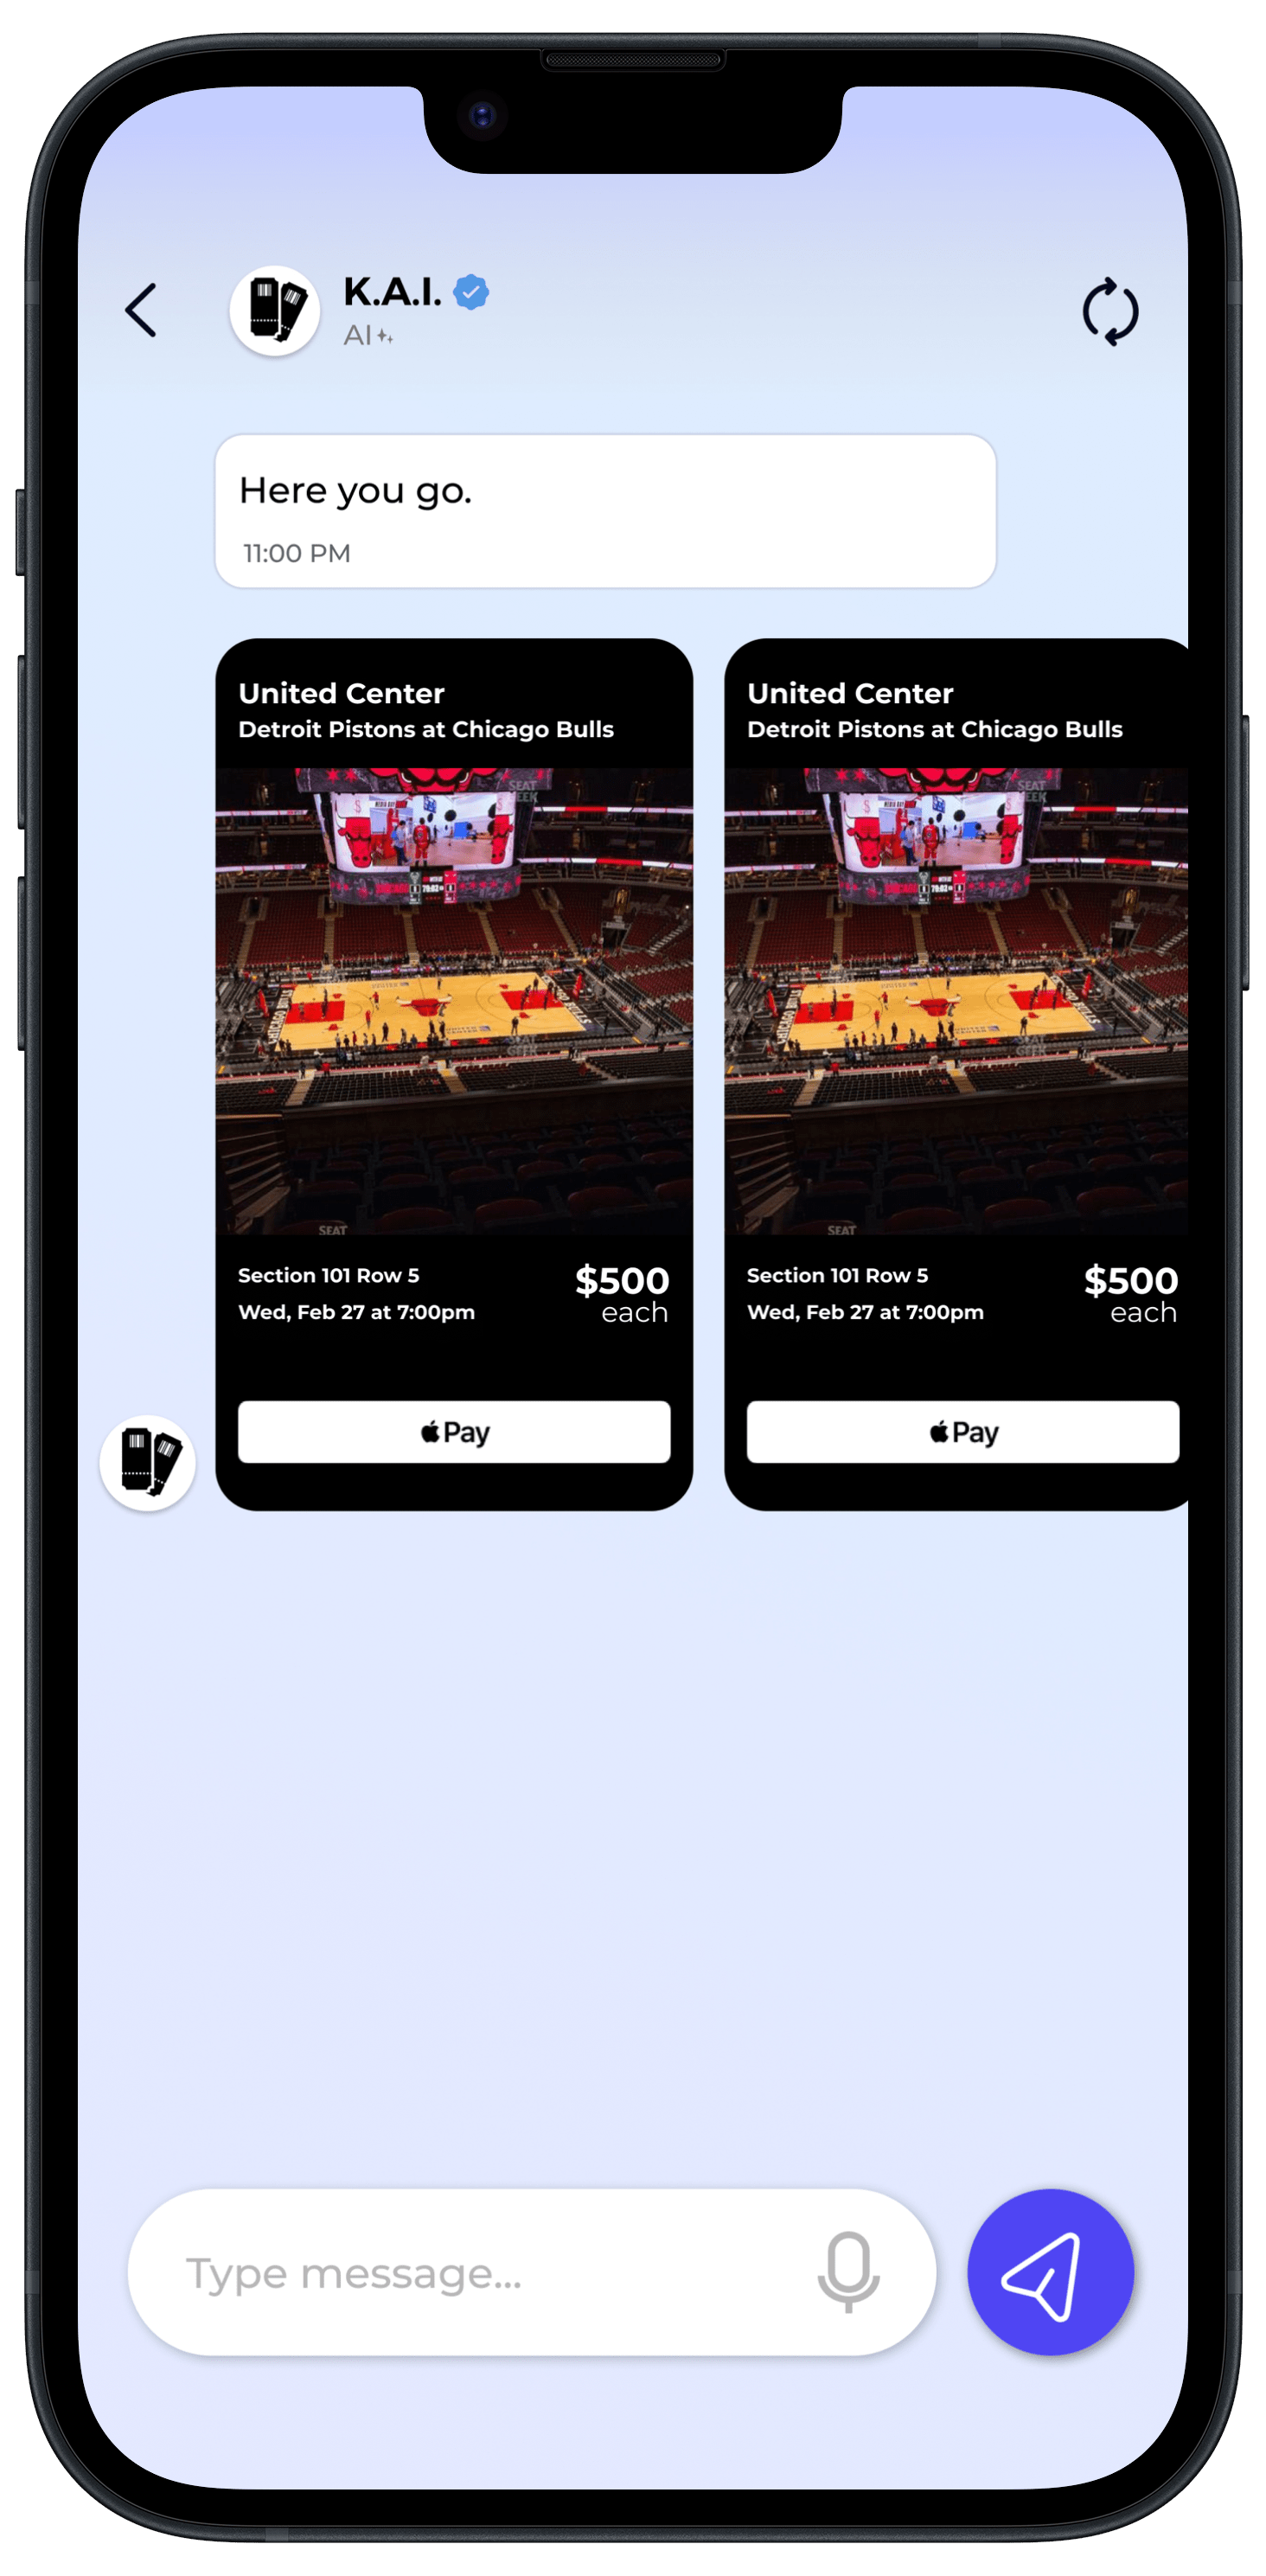 K.A.I.
AI
Here you go.
11:00 PM
United Center
Detroit Pistons at Chicago Bulls
SEAT
Section 101 Row 5
$500
Wed, Feb 27 at 7:00pm
each
Pay
United Center
Detroit Pistons at Chicago Bulls
SEAT
Section 101 Row 5
$500
Wed, Feb 27 at 7:00pm
each
Pay
Type message...